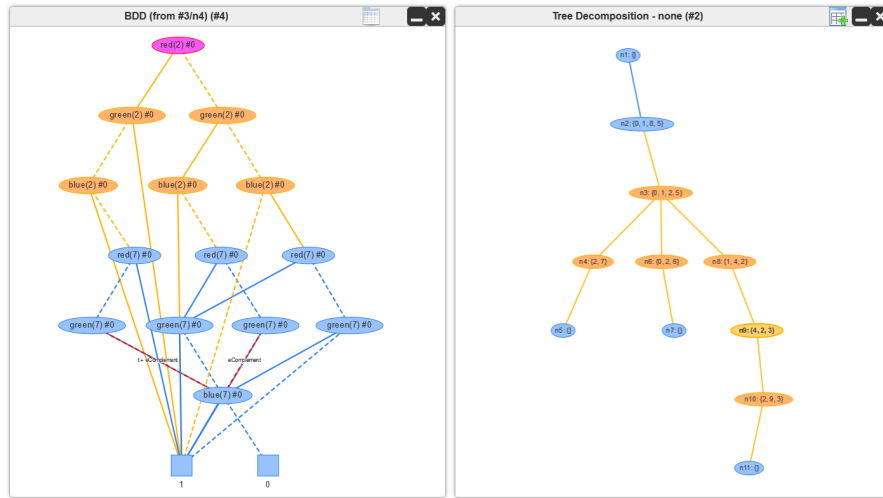 BDD (from #3/n4) (#4)
red(2) #0
green(2) #0 green(2) #0
blue(2) #0 blue(2) #0 blue(2) #0
red(7) #0 red(7) #0 red(7) #0
green(7) #0 green(7) #0 green(7) #0 green(7) #0
t+ eComplement eComplement
blue(7) #0
1 0
Tree Decomposition - none (#2)
n1: {}
n2: {0, 1, 8, 5}
n3: {0, 1, 2, 5}
n4: {2, 7} n6: {0, 2, 6} n8: {1, 4, 2}
n5: {} n7: {} n9: {4, 2, 3}
n10: {2, 9, 3}
n11: {}